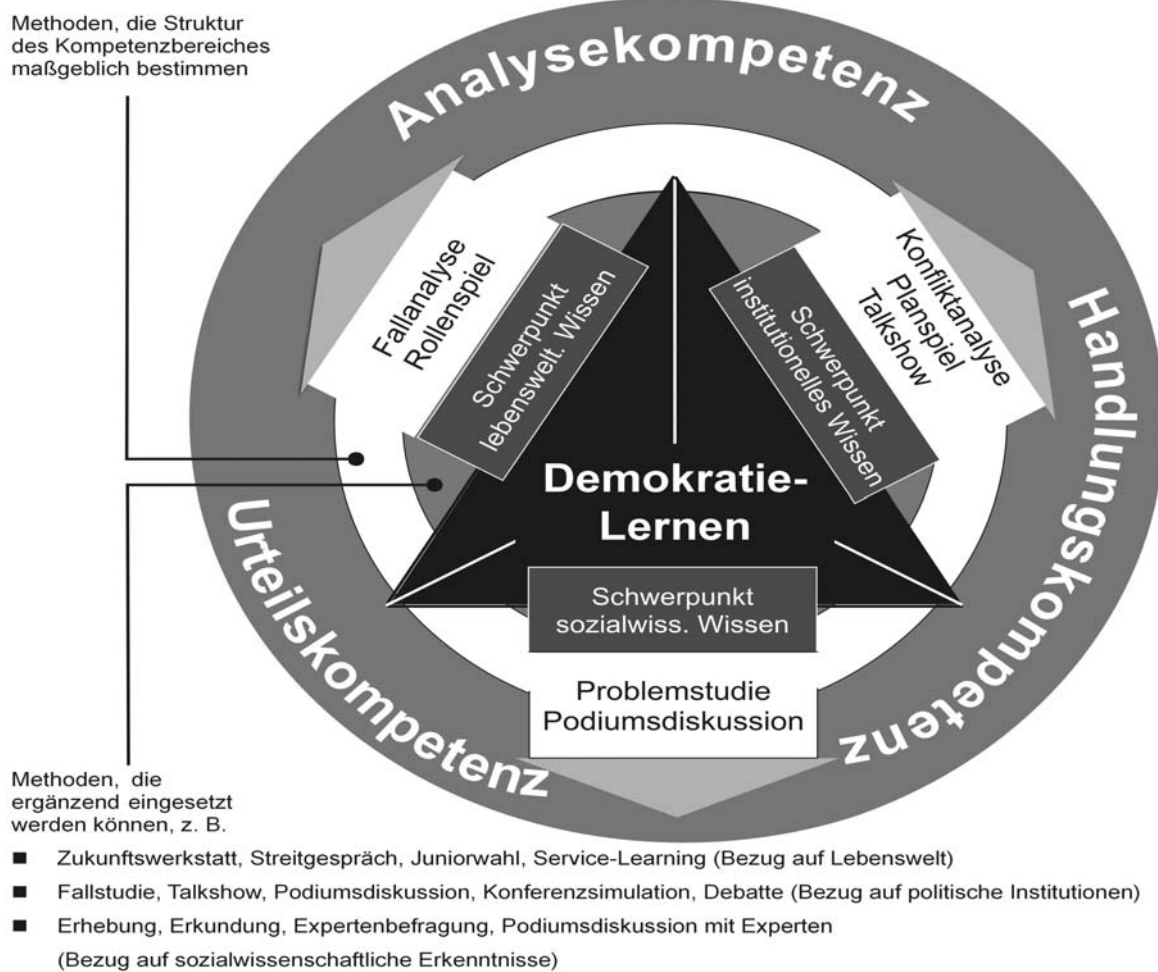 Methoden, die Struktur
des Kompetenzbereiches
maßgeblich bestimmen
Analysekompetenz
Handlungskompetenz
Urteilskompetenz
Fallanalyse
Rollenspiel
Schwerpunkt
lebenswelt. Wissen
Konfliktanalyse
Planspiel
Talkshow
Schwerpunkt
institutionelles Wissen
Demokratie-
Lernen
Schwerpunkt
sozialwiss. Wissen
Problemstudie
Podiumsdiskussion
Methoden, die
ergänzend eingesetzt
werden können, z. B.
■ Zukunftswerkstatt, Streitgespräch, Juniorwahl, Service-Learning (Bezug auf Lebenswelt)
■ Fallstudie, Talkshow, Podiumsdiskussion, Konferenzsimulation, Debatte (Bezug auf politische Institutionen)
■ Erhebung, Erkundung, Expertenbefragung, Podiumsdiskussion mit Experten
(Bezug auf sozialwissenschaftliche Erkenntnisse)